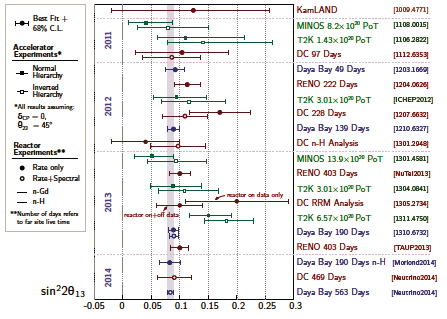 Best Fit +
68% C.L.
Accelerator
Experiments*
Normal
Hierarchy
Inverted
Hierarchy
*All results assuming:
δCP = 0,
θ23 = 45°
Reactor
Experiments**
Rate only
Rate+Spectral
n-Gd
n-H
**Number of days refers
to far site live time
sin²2θ13
2011
2012
2013
2014
KamLAND [1009.4771]
MINOS 8.2×10²⁰ PoT [1108.0015]
T2K 1.43×10²⁰ PoT [1106.2822]
DC 97 Days [1112.6353]
Daya Bay 49 Days [1203.1669]
RENO 222 Days [1204.0626]
T2K 3.01×10²⁰ PoT [ICHEP2012]
DC 228 Days [1207.6632]
Daya Bay 139 Days [1210.6327]
DC n-H Analysis [1301.2948]
MINOS 13.9×10²⁰ PoT [1301.4581]
RENO 403 Days [NuTel2013]
T2K 3.01×10²⁰ PoT [1304.0841]
reactor on data only
DC RRM Analysis [1305.2734]
reactor on+off data
T2K 6.57×10²⁰ PoT [1311.4750]
Daya Bay 190 Days [1310.6732]
RENO 403 Days [TAUP2013]
Daya Bay 190 Days n-H [Moriond2014]
DC 469 Days [Neutrino2014]
Daya Bay 563 Days [Neutrino2014]
-0.05 0 0.05 0.1 0.15 0.2 0.25 0.3